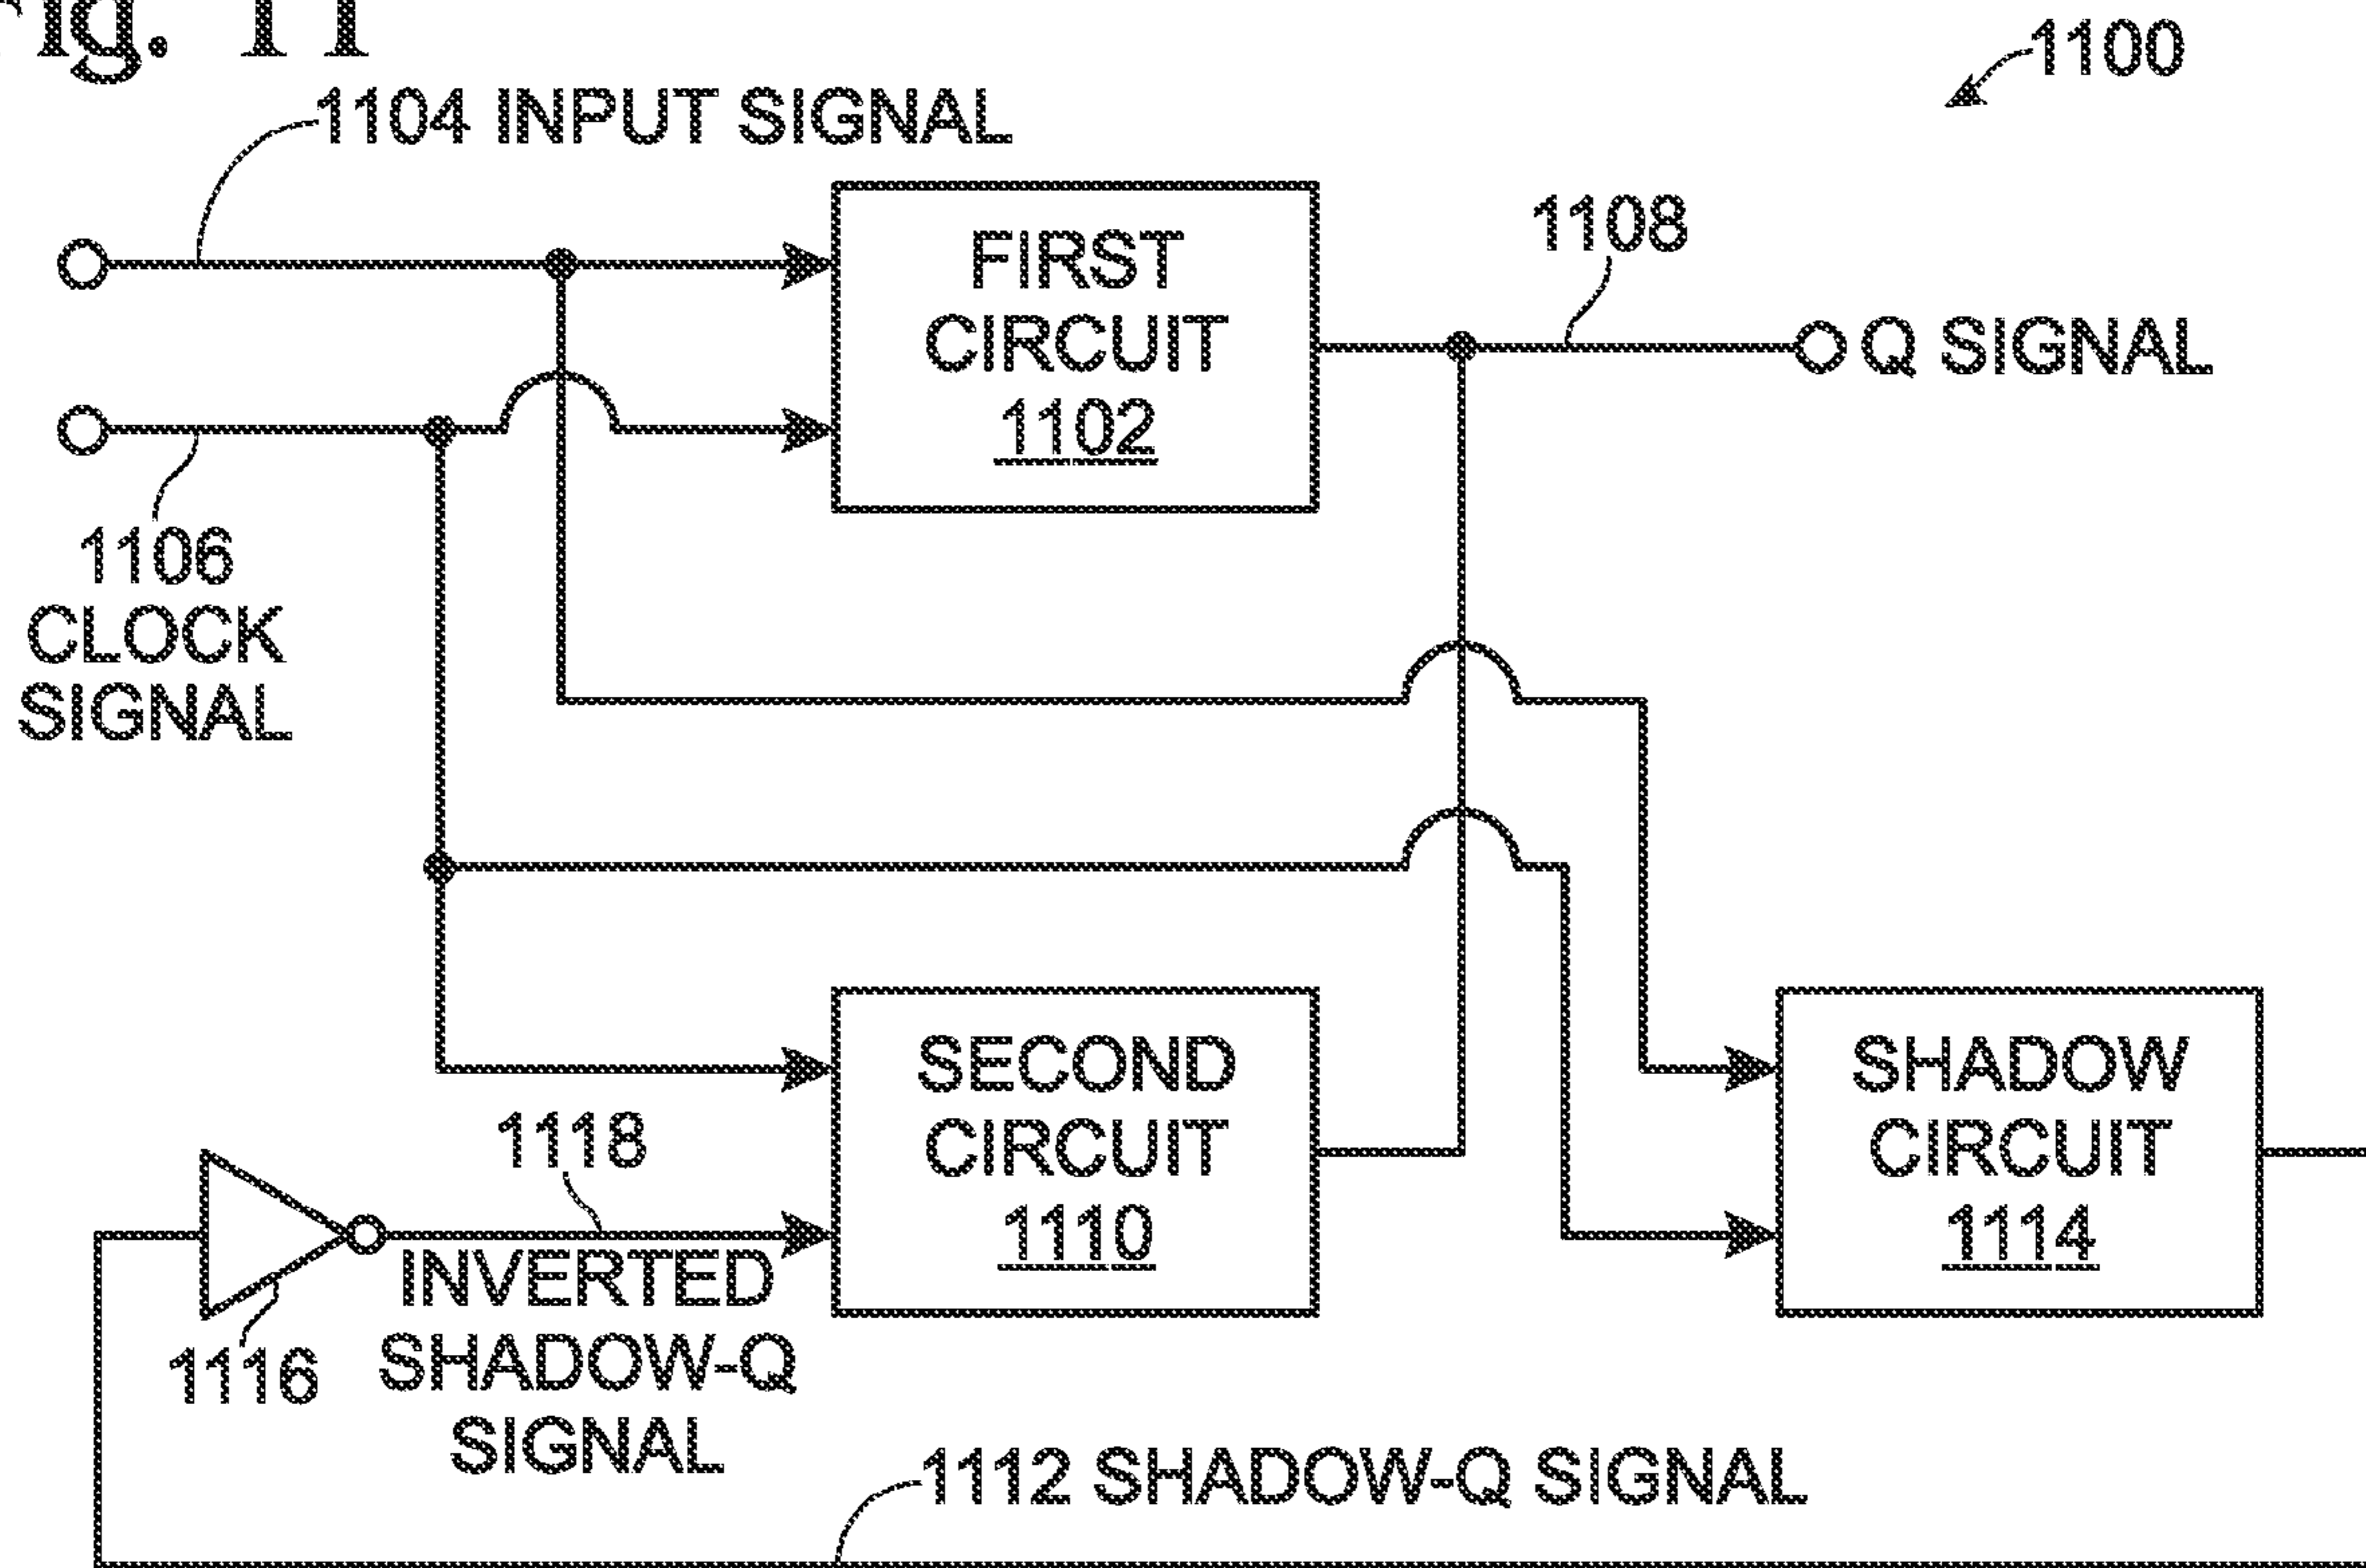 Fig. 11
1100
1104 INPUT SIGNAL
FIRST
CIRCUIT
1102
1108
Q SIGNAL
1106
CLOCK
SIGNAL
SECOND
CIRCUIT
1110
SHADOW
CIRCUIT
1114
1118
INVERTED
SHADOW-Q
SIGNAL
1116
1112 SHADOW-Q SIGNAL